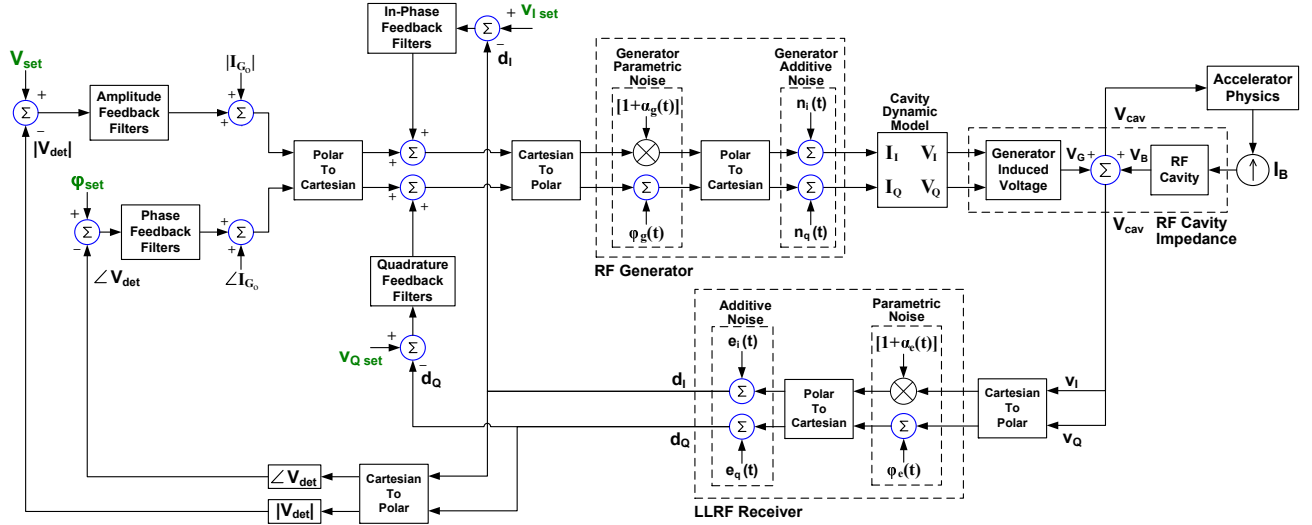 In-Phase
Feedback
Filters
Σ
+
V_I set
−
d_I
V_set
+
Σ
−
|V_det|
Amplitude
Feedback
Filters
|I_Go|
+
+
Σ
φ_set
+
Σ
−
∠V_det
Phase
Feedback
Filters
+
Σ
+
∠I_Go
Polar
To
Cartesian
+
+
Σ
+
Σ
+
Quadrature
Feedback
Filters
+
Σ
v_Q set
−
d_Q
Cartesian
To
Polar
Generator
Parametric
Noise
[1+α_g(t)]
Σ
φ_g(t)
Polar
To
Cartesian
Generator
Additive
Noise
n_i(t)
Σ
Σ
n_q(t)
RF Generator
Cavity
Dynamic
Model
I_I V_I
I_Q V_Q
Generator
Induced
Voltage
V_G
+
Σ
+
V_B
RF
Cavity
V_cav
Accelerator
Physics
↑
I_B
V_cav
RF Cavity
Impedance
v_I
v_Q
Cartesian
To
Polar
Parametric
Noise
[1+α_e(t)]
Σ
φ_e(t)
Polar
To
Cartesian
Additive
Noise
e_i(t)
Σ
Σ
e_q(t)
LLRF Receiver
d_I
d_Q
Cartesian
To
Polar
∠V_det
|V_det|